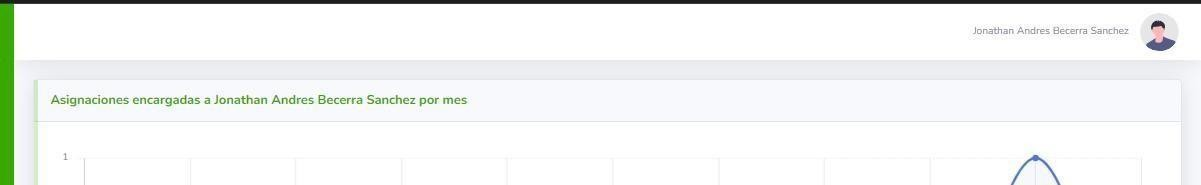 Jonathan Andres Becerra Sanchez
Asignaciones encargadas a Jonathan Andres Becerra Sanchez por mes
1